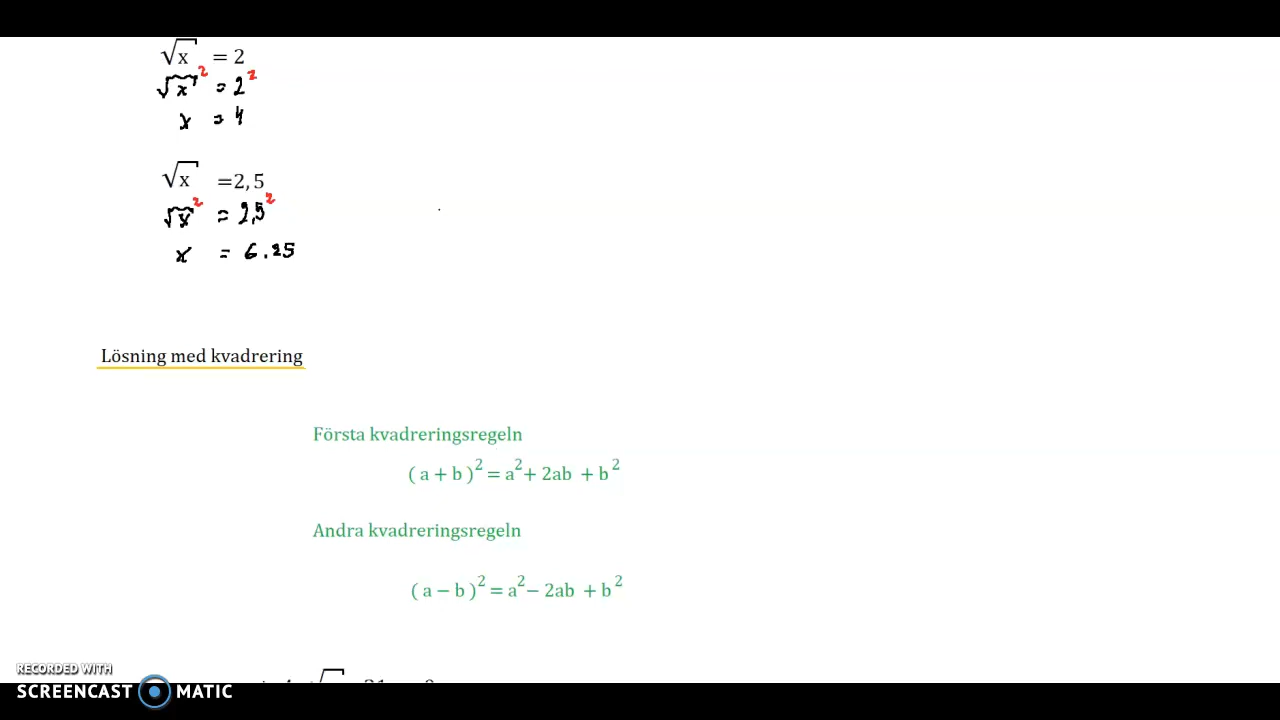 √x = 2
√x² = 2²
x = 4
√x =2,5
√x² = 2,5²
x = 6.25
Lösning med kvadrering
Första kvadreringsregeln
( a + b )² = a² + 2ab + b²
Andra kvadreringsregeln
( a − b )² = a² − 2ab + b²
RECORDED WITH
SCREENCAST MATIC